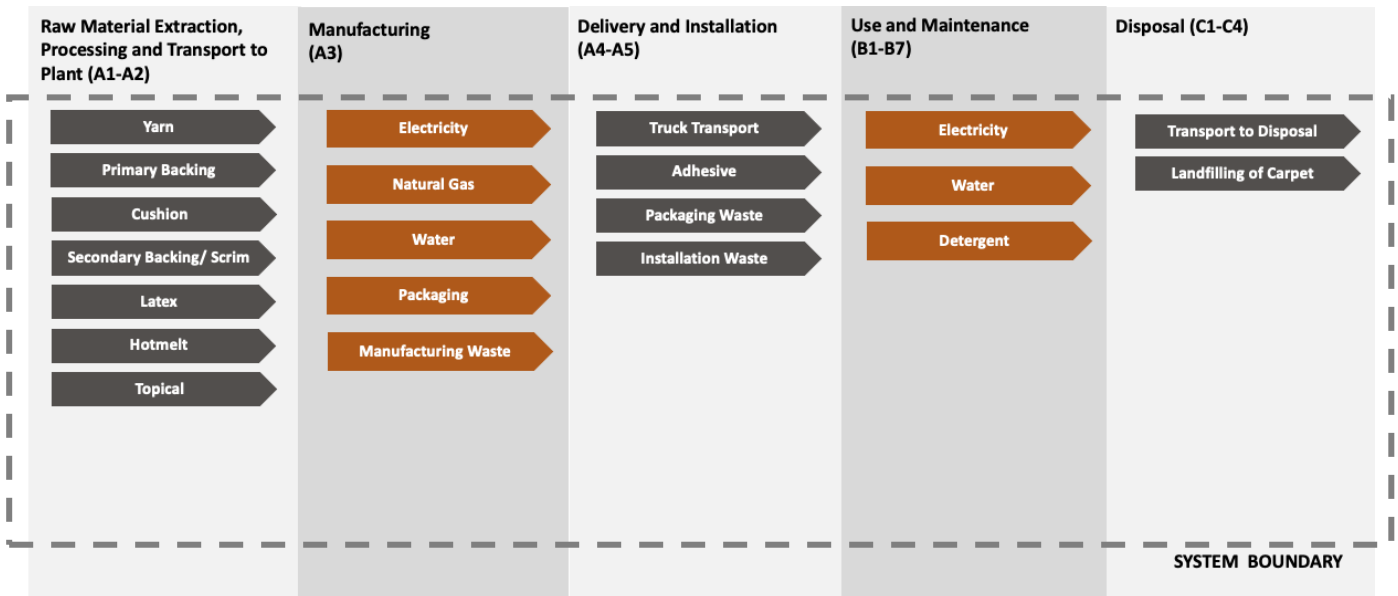 Raw Material Extraction,
Processing and Transport to
Plant (A1-A2)
Yarn
Primary Backing
Cushion
Secondary Backing/ Scrim
Latex
Hotmelt
Topical
Manufacturing
(A3)
Electricity
Natural Gas
Water
Packaging
Manufacturing Waste
Delivery and Installation
(A4-A5)
Truck Transport
Adhesive
Packaging Waste
Installation Waste
Use and Maintenance
(B1-B7)
Electricity
Water
Detergent
Disposal (C1-C4)
Transport to Disposal
Landfilling of Carpet
SYSTEM BOUNDARY